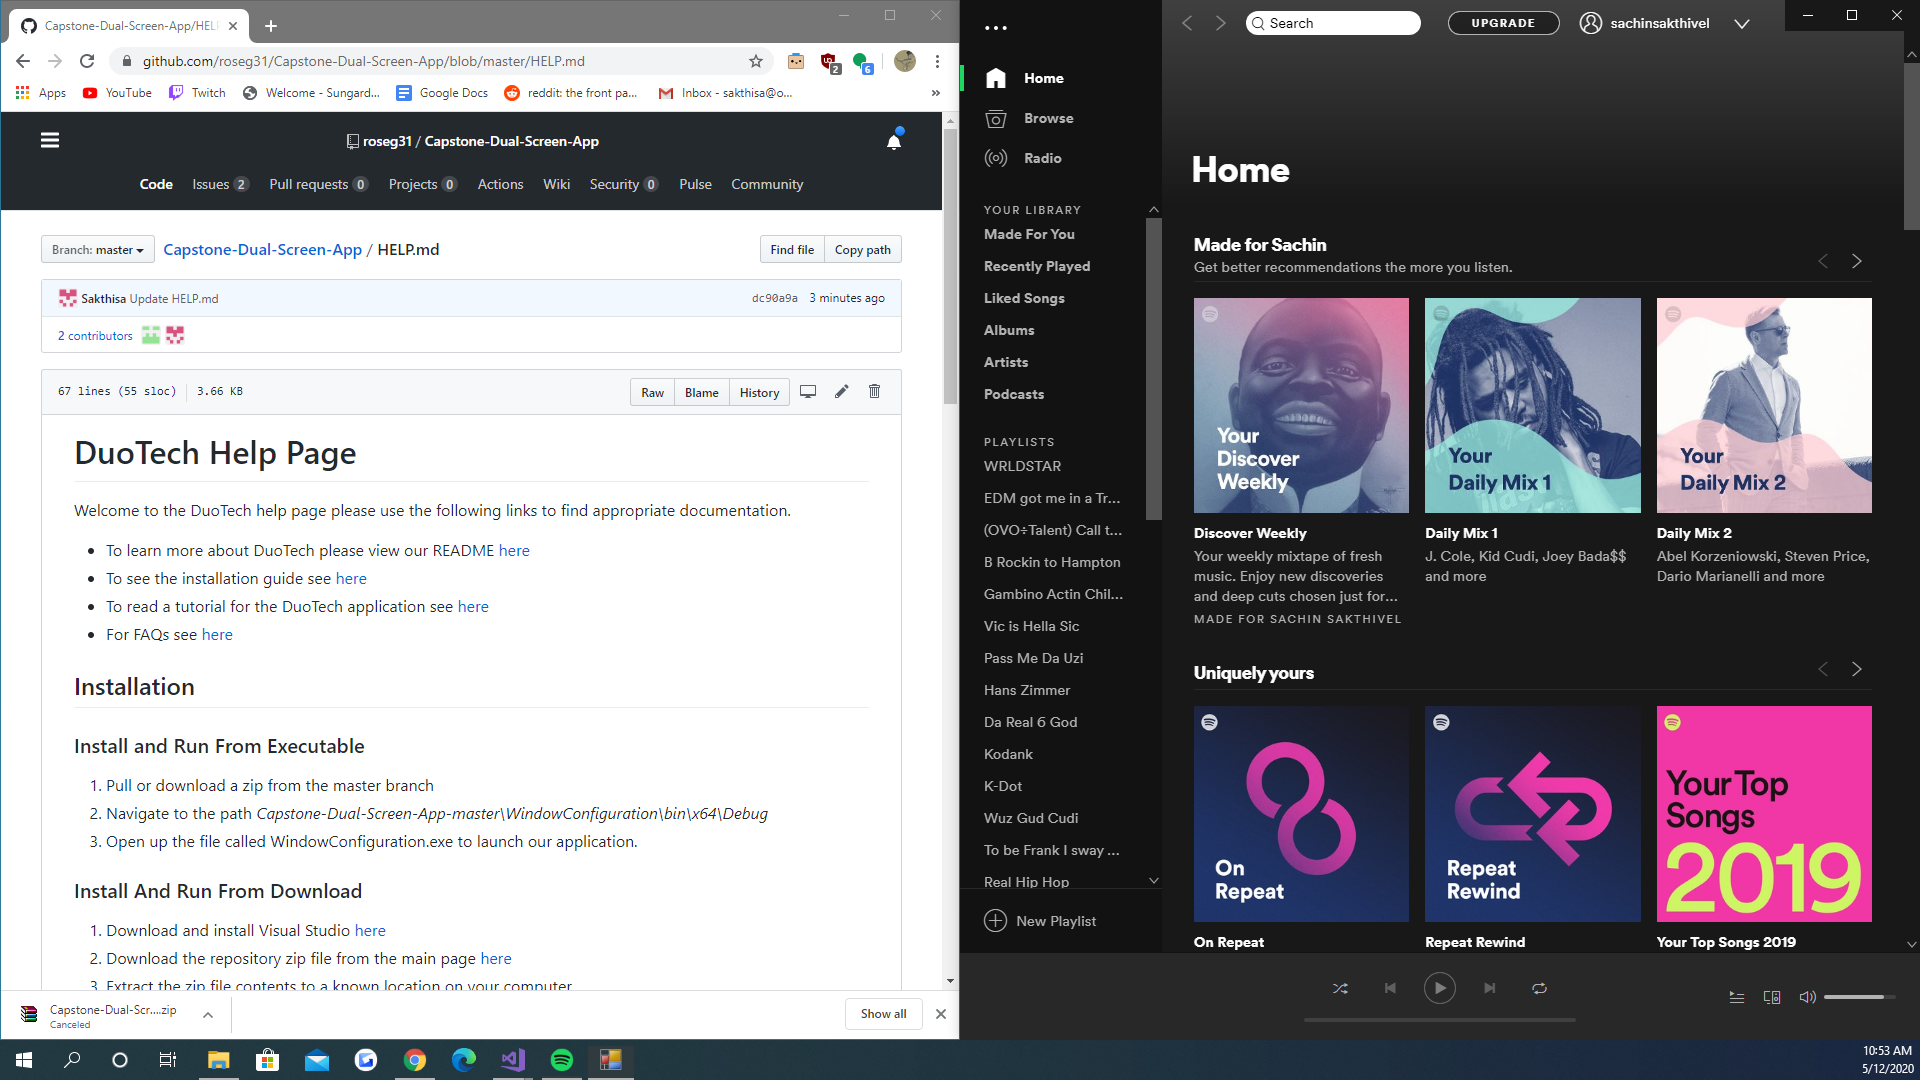 Capstone-Dual-Screen-App/HEL
github.com/roseg31/Capstone-Dual-Screen-App/blob/master/HELP.md
2
6
Apps
YouTube
Twitch
Welcome - Sungard...
Google Docs
reddit: the front pa...
Inbox - sakthisa@o...
»
roseg31 / Capstone-Dual-Screen-App
Code
Issues 2
Pull requests 0
Projects 0
Actions
Wiki
Security 0
Pulse
Community
Branch: master
Capstone-Dual-Screen-App / HELP.md
Find file
Copy path
Sakthisa Update HELP.md
dc90a9a 3 minutes ago
2 contributors
67 lines (55 sloc) 3.66 KB
Raw
Blame
History
DuoTech Help Page
Welcome to the DuoTech help page please use the following links to find appropriate documentation.
• To learn more about DuoTech please view our README here
• To see the installation guide see here
• To read a tutorial for the DuoTech application see here
• For FAQs see here
Installation
Install and Run From Executable
1. Pull or download a zip from the master branch
2. Navigate to the path Capstone-Dual-Screen-App-master\WindowConfiguration\bin\x64\Debug
3. Open up the file called WindowConfiguration.exe to launch our application.
Install And Run From Download
1. Download and install Visual Studio here
2. Download the repository zip file from the main page here
3. Extract the zip file contents to a known location on your computer
Capstone-Dual-Scr....zip
Canceled
Show all
Search
UPGRADE
sachinsakthivel
Home
Browse
Radio
YOUR LIBRARY
Made For You
Recently Played
Liked Songs
Albums
Artists
Podcasts
PLAYLISTS
WRLDSTAR
EDM got me in a Tr...
(OVO÷Talent) Call t...
B Rockin to Hampton
Gambino Actin Chil...
Vic is Hella Sic
Pass Me Da Uzi
Hans Zimmer
Da Real 6 God
Kodank
K-Dot
Wuz Gud Cudi
To be Frank I sway ...
Real Hip Hop
New Playlist
Home
Made for Sachin
Get better recommendations the more you listen.
Your
Discover
Weekly
Discover Weekly
Your weekly mixtape of fresh
music. Enjoy new discoveries
and deep cuts chosen just for...
MADE FOR SACHIN SAKTHIVEL
Your
Daily Mix 1
Daily Mix 1
J. Cole, Kid Cudi, Joey Bada$$
and more
Your
Daily Mix 2
Daily Mix 2
Abel Korzeniowski, Steven Price,
Dario Marianelli and more
Uniquely yours
On
Repeat
On Repeat
Repeat
Rewind
Repeat Rewind
Your Top
Songs
2019
Your Top Songs 2019
10:53 AM
5/12/2020